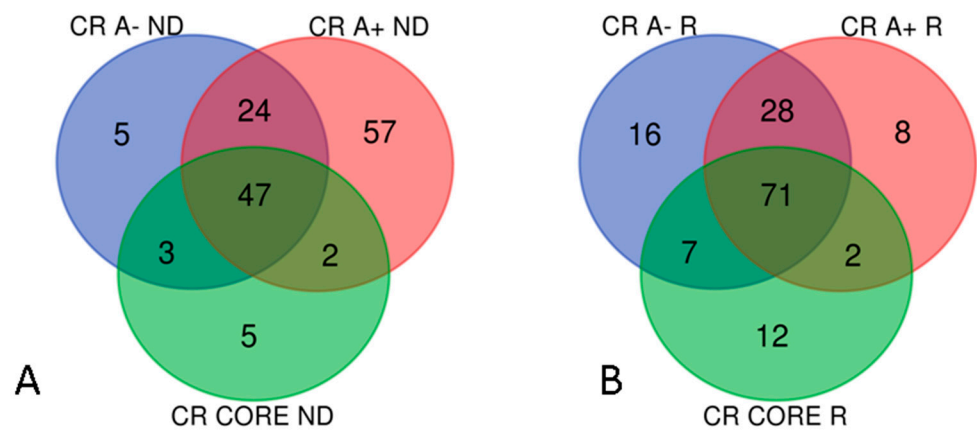 CR A- ND
CR A+ ND
5
24
57
47
3
2
5
A
CR CORE ND
CR A- R
CR A+ R
16
28
8
71
7
2
12
B
CR CORE R